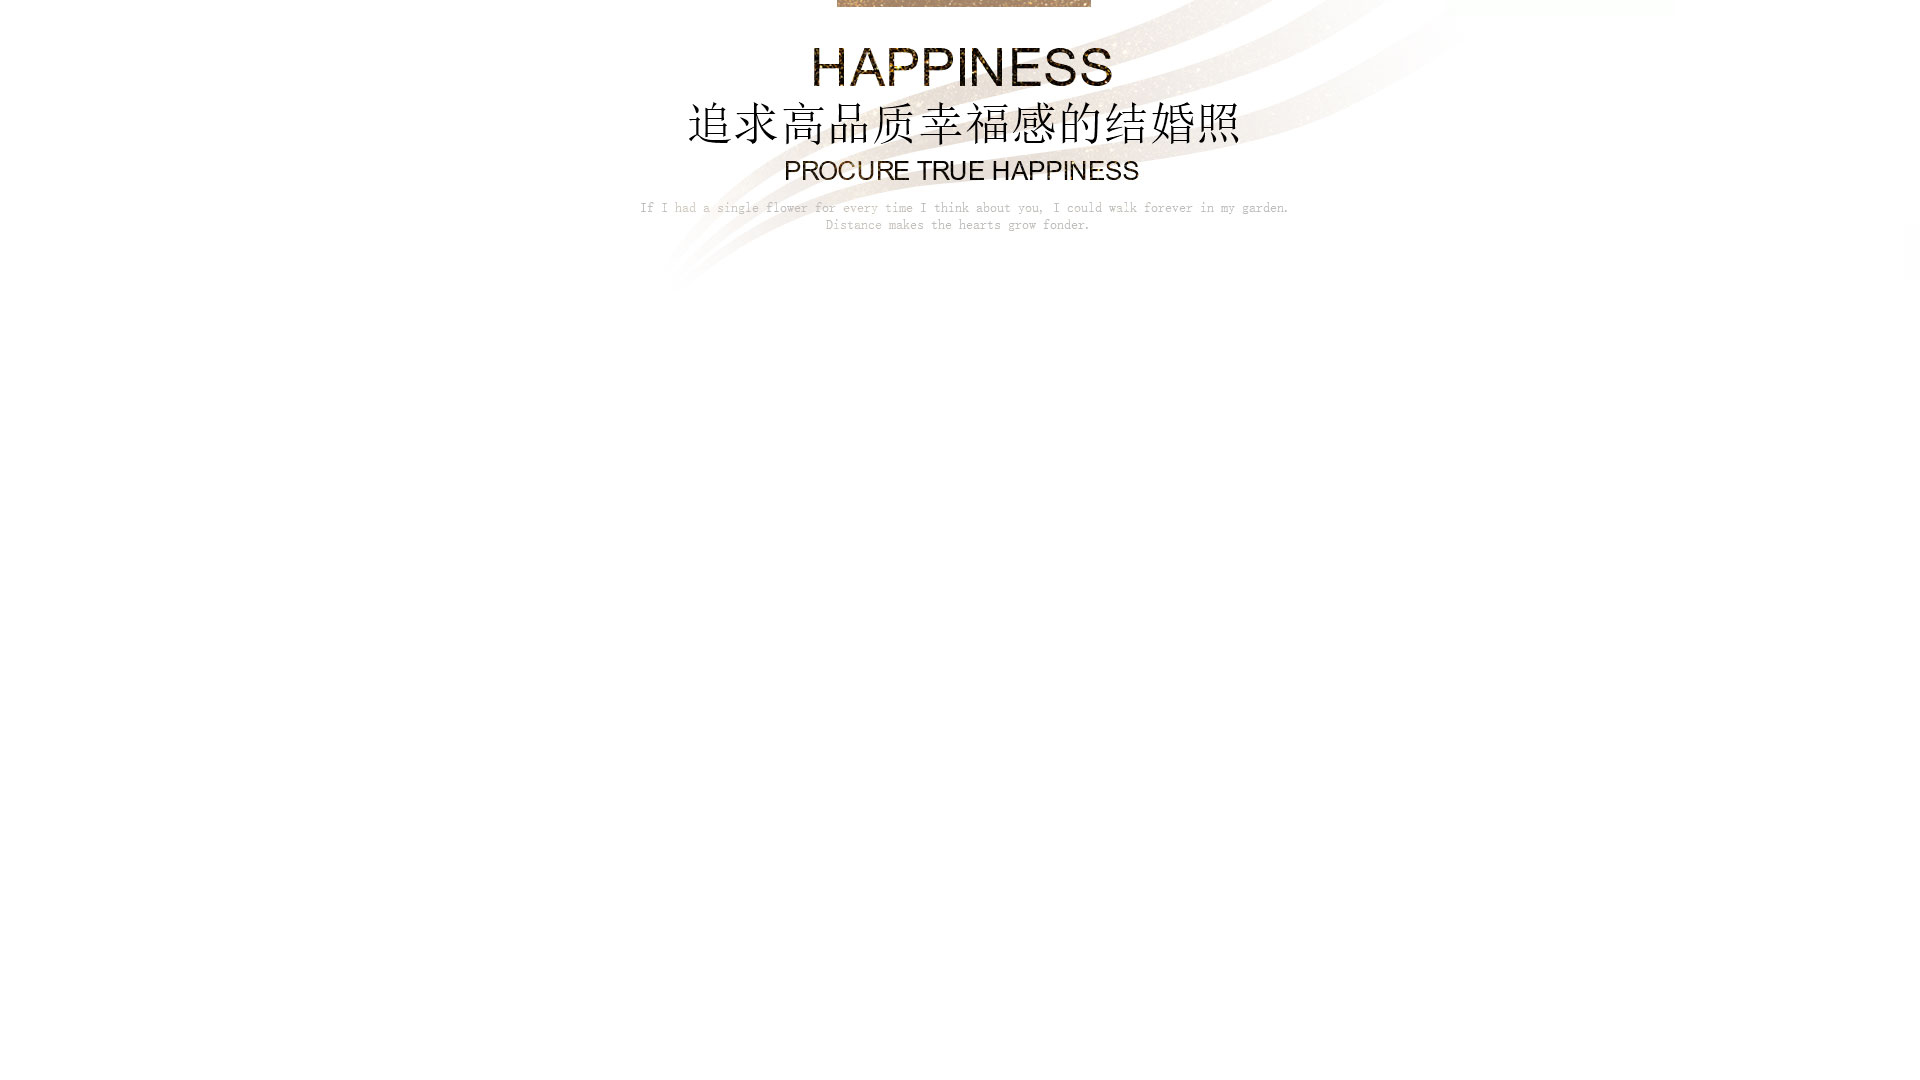 HAPPINESS
追求高品质幸福感的结婚照
PROCURE TRUE HAPPINESS
If I had a single flower for every time I think about you, I could walk forever in my garden.
Distance makes the hearts grow fonder.